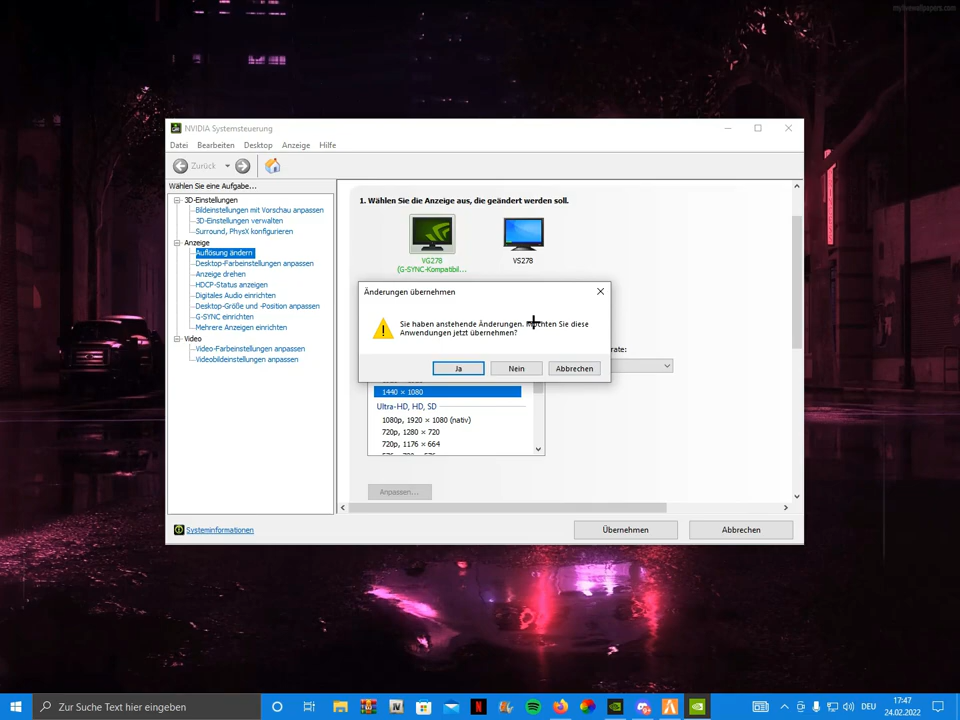 mylivewallpapers.com
NVIDIA Systemsteuerung
Datei Bearbeiten Desktop Anzeige Hilfe
Zurück
Wählen Sie eine Aufgabe...
3D-Einstellungen
Bildeinstellungen mit Vorschau anpassen
3D-Einstellungen verwalten
Surround, PhysX konfigurieren
Anzeige
Auflösung ändern
Desktop-Farbeinstellungen anpassen
Anzeige drehen
HDCP-Status anzeigen
Digitales Audio einrichten
Desktop-Größe und -Position anpassen
G-SYNC einrichten
Mehrere Anzeigen einrichten
Video
Video-Farbeinstellungen anpassen
Videobildeinstellungen anpassen
Systeminformationen
1. Wählen Sie die Anzeige aus, die geändert werden soll.
VG278
(G-SYNC-Kompatibil...
VS278
Änderungen übernehmen
Sie haben anstehende Änderungen. Möchten Sie diese
Anwendungen jetzt übernehmen?
Ja Nein Abbrechen
rate:
1440 × 1080
Ultra-HD, HD, SD
1080p, 1920 × 1080 (nativ)
720p, 1280 × 720
720p, 1176 × 664
Anpassen...
Übernehmen Abbrechen
Zur Suche Text hier eingeben
IV
N
DEU
17:47
24.02.2022